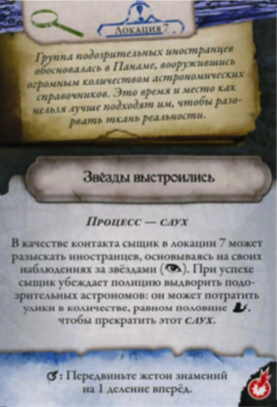 Локация 7
Группа подозрительных иностранцев
обосновалась в Панаме, вооружившись
огромным количеством астрономических
справочников. Это время и место как
нельзя лучше подходят им, чтобы разо-
рвать ткань реальности.
Звёзды выстроились
Процесс — слух
В качестве контакта сыщик в локации 7 может
разыскать иностранцев, основываясь на своих
наблюдениях за звёздами (). При успехе
сыщик убеждает полицию выдворить подо-
зрительных астрономов: он может потратить
улики в количестве, равном половине ,
чтобы прекратить этот слух.
: Передвиньте жетон знамений
на 1 деление вперёд.